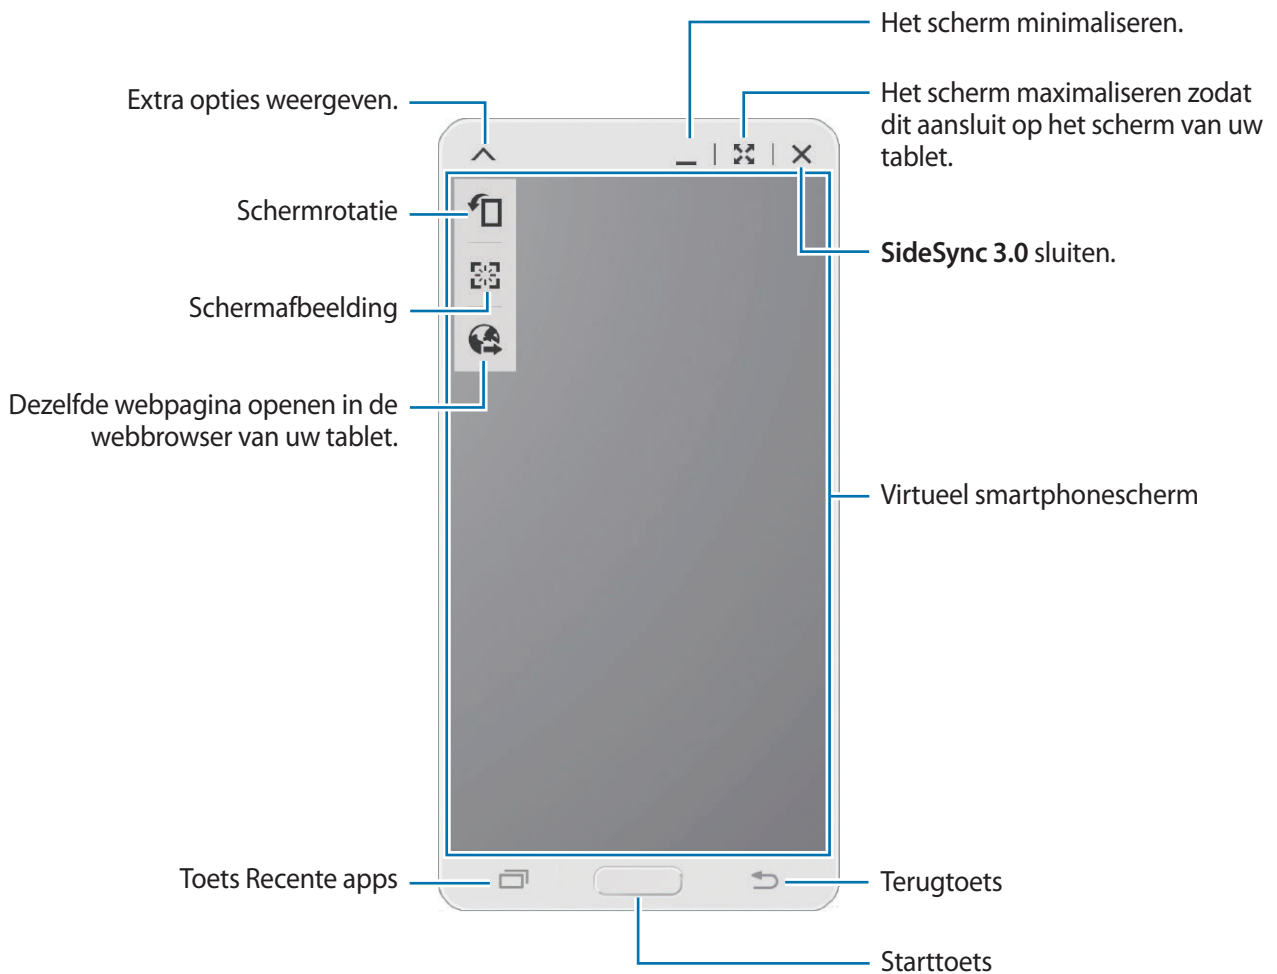 Het scherm minimaliseren.
Extra opties weergeven.
Het scherm maximaliseren zodat
dit aansluit op het scherm van uw
tablet.
Schermrotatie
SideSync 3.0 sluiten.
Schermafbeelding
Dezelfde webpagina openen in de
webbrowser van uw tablet.
Virtueel smartphonescherm
Toets Recente apps
Terugtoets
Starttoets